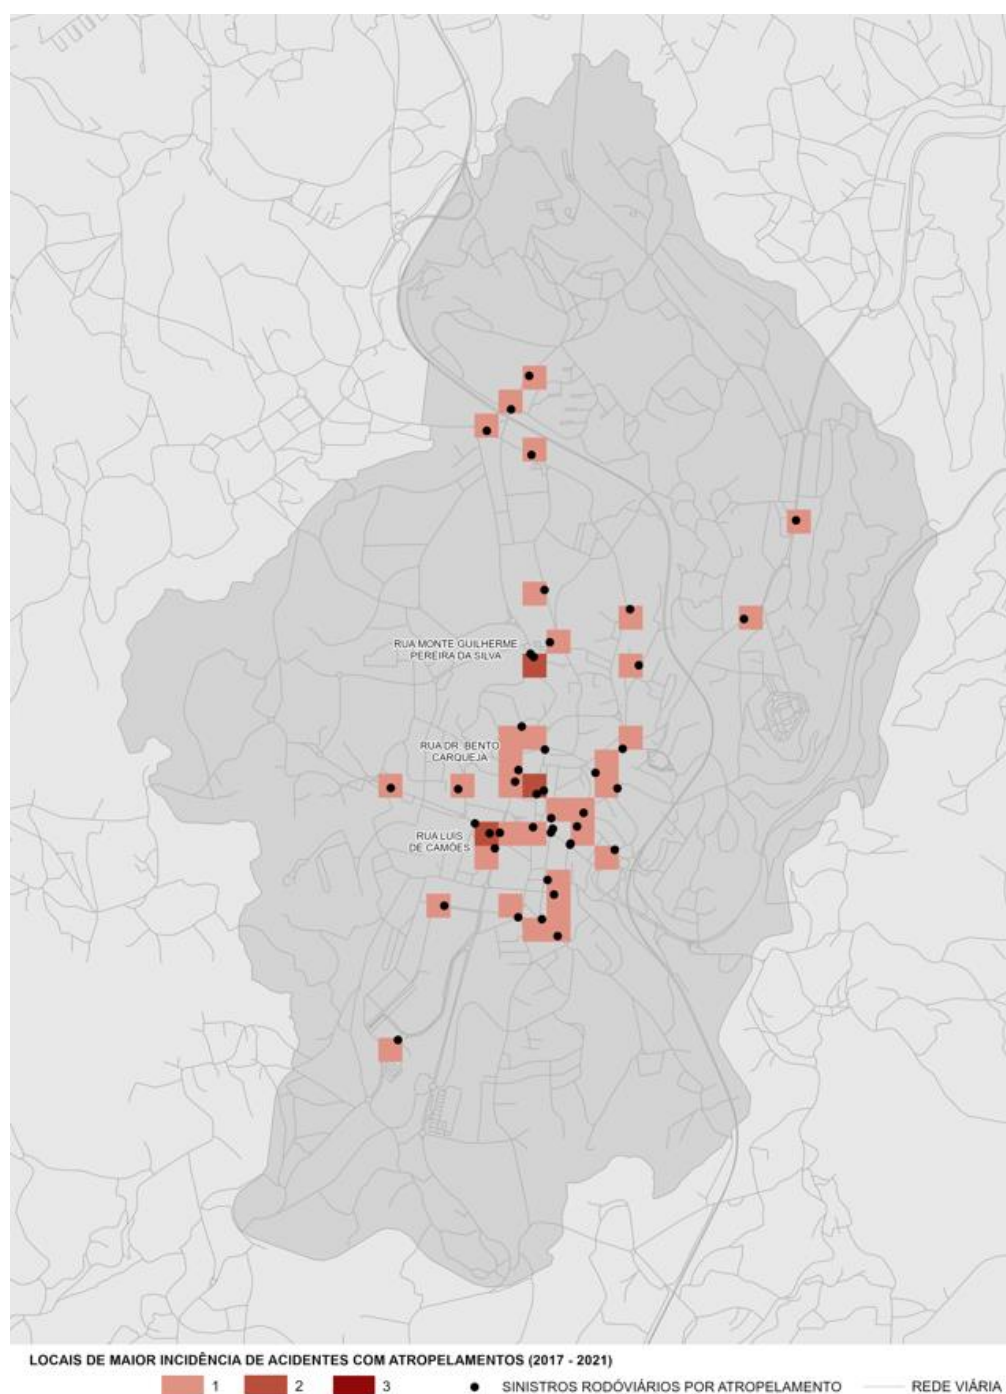 RUA MONTE GUILHERME
PEREIRA DA SILVA
RUA DR. BENTO
CARQUEJA
RUA LUIS
DE CAMÕES
LOCAIS DE MAIOR INCIDÊNCIA DE ACIDENTES COM ATROPELAMENTOS (2017 - 2021)
1 2 3 SINISTROS RODÓVIÁRIOS POR ATROPELAMENTO REDE VIÁRIA